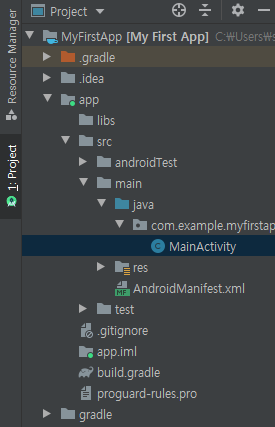 Project
MyFirstApp [My First App] C:₩Users₩
.gradle
.idea
app
libs
src
androidTest
main
java
com.example.myfirstap
MainActivity
res
AndroidManifest.xml
test
.gitignore
app.iml
build.gradle
proguard-rules.pro
gradle
Resource Manager
1: Project